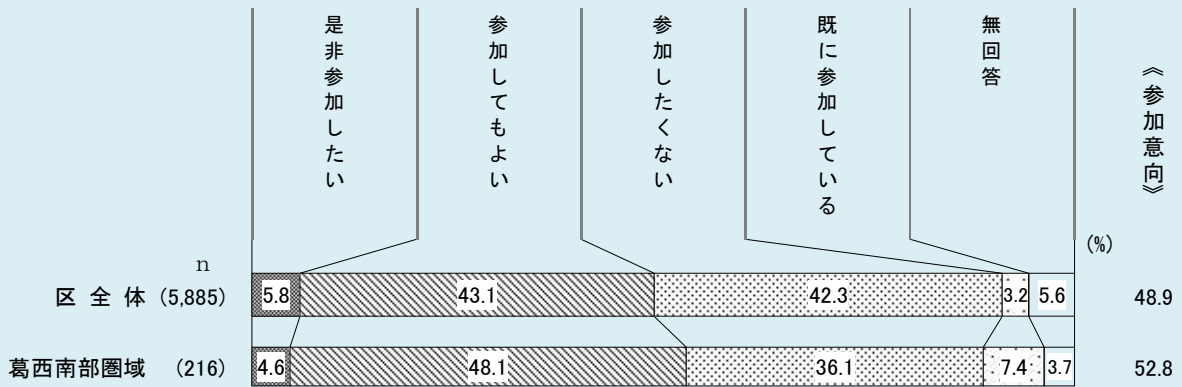 是非参加したい
参加してもよい
参加したくない
既に参加している
無回答
《参加意向》
(%)
n
区 全 体 (5,885) 5.8 43.1 42.3 3.2 5.6 48.9
葛西南部圏域 (216) 4.6 48.1 36.1 7.4 3.7 52.8